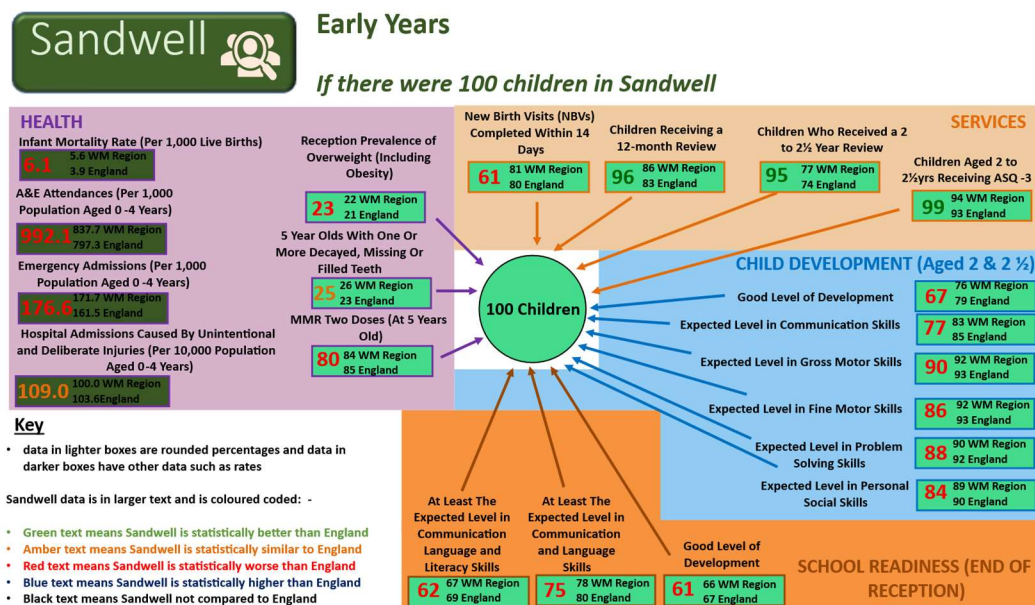 Sandwell
Early Years
If there were 100 children in Sandwell
HEALTH
Infant Mortality Rate (Per 1,000 Live Births)
6.1
5.6 WM Region
3.9 England
A&E Attendances (Per 1,000
Population Aged 0 -4 Years)
992.1
837.7 WM Region
797.3 England
Emergency Admissions (Per 1,000
Population Aged 0-4 Years)
176.6
171.7 WM Region
161.5 England
Hospital Admissions Caused By Unintentional
and Deliberate Injuries (Per 10,000 Population
Aged 0-4 Years)
109.0
100.0 WM Region
103.6England
Reception Prevalence of
Overweight (Including
Obesity)
23
22 WM Region
21 England
5 Year Olds With One Or
More Decayed, Missing Or
Filled Teeth
25
26 WM Region
23 England
MMR Two Doses (At 5 Years
Old)
80
84 WM Region
85 England
SERVICES
New Birth Visits (NBVs)
Completed Within 14
Days
61
81 WM Region
80 England
Children Receiving a
12-month Review
96
86 WM Region
83 England
Children Who Received a 2
to 2½ Year Review
95
77 WM Region
74 England
Children Aged 2 to
2½yrs Receiving ASQ -3
99
94 WM Region
93 England
100 Children
CHILD DEVELOPMENT (Aged 2 & 2 ½)
Good Level of Development
67
76 WM Region
79 England
Expected Level in Communication Skills
77
83 WM Region
85 England
Expected Level in Gross Motor Skills
90
92 WM Region
93 England
Expected Level in Fine Motor Skills
86
92 WM Region
93 England
Expected Level in Problem
Solving Skills
88
90 WM Region
92 England
Expected Level in Personal
Social Skills
84
89 WM Region
90 England
Key
• data in lighter boxes are rounded percentages and data in
darker boxes have other data such as rates
Sandwell data is in larger text and is coloured coded: -
• Green text means Sandwell is statistically better than England
• Amber text means Sandwell is statistically similar to England
• Red text means Sandwell is statistically worse than England
• Blue text means Sandwell is statistically higher than England
• Black text means Sandwell not compared to England
At Least The
Expected Level in
Communication
Language and
Literacy Skills
62
67 WM Region
69 England
At Least The
Expected Level in
Communication
and Language
Skills
75
78 WM Region
80 England
Good Level of
Development
61
66 WM Region
67 England
SCHOOL READINESS (END OF
RECEPTION)